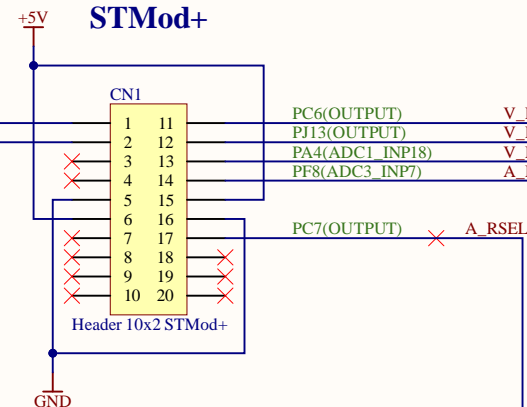 STMod+
+5V
CN1
1 11 PC6(OUTPUT)
2 12 PJ13(OUTPUT)
3 13 PA4(ADC1_INP18)
4 14 PF8(ADC3_INP7)
5 15
6 16
7 17 PC7(OUTPUT) A_RSEL
8 18
9 19
10 20
Header 10x2 STMod+
GND